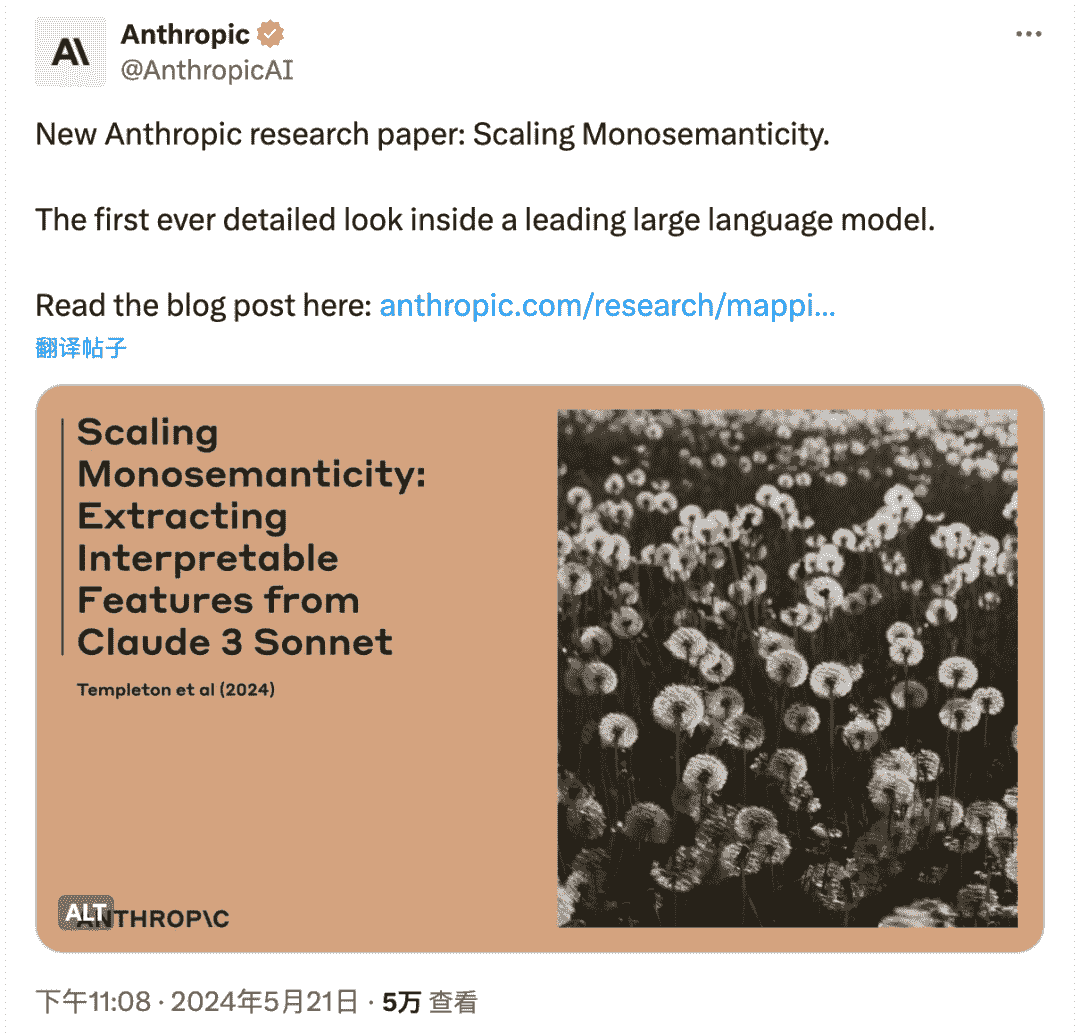 Anthropic
@AnthropicAI
New Anthropic research paper: Scaling Monosemanticity.
The first ever detailed look inside a leading large language model.
Read the blog post here: anthropic.com/research/mappi...
翻译帖子
Scaling
Monosemanticity:
Extracting
Interpretable
Features from
Claude 3 Sonnet
Templeton et al (2024)
ALT
ANTHROP\C
下午11:08 · 2024年5月21日 · 5万 查看